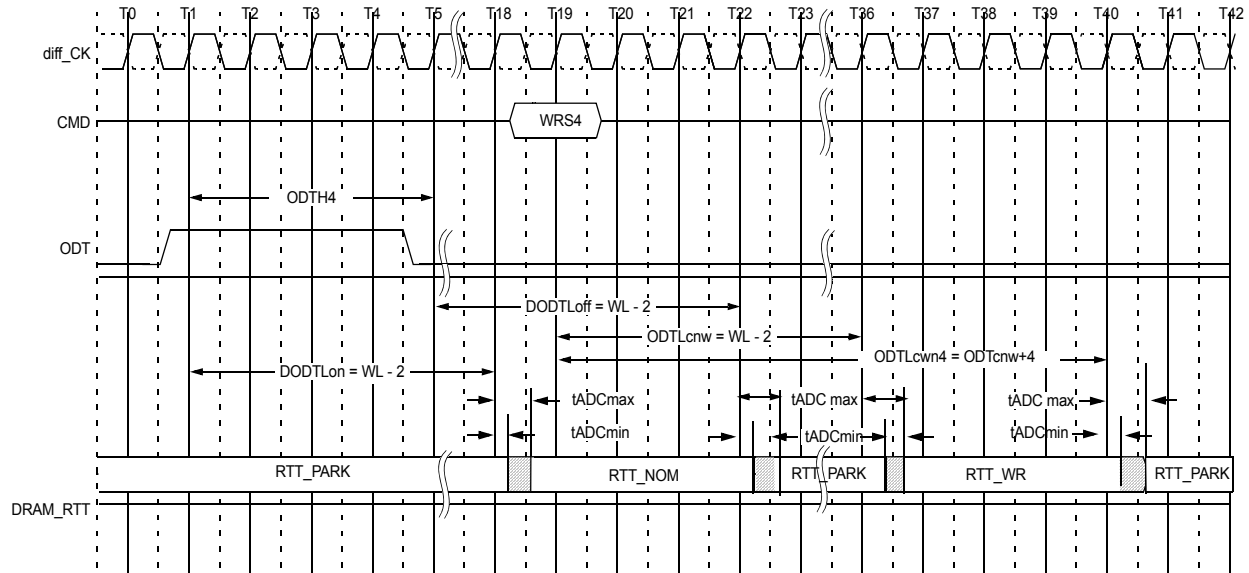 T0 T1 T2 T3 T4 T5 T18 T19 T20 T21 T22 T23 T36 T37 T38 T39 T40 T41 T42
diff_CK
CMD
WRS4
ODTH4
ODT
DODTLoff = WL - 2
ODTLcnw = WL - 2
ODTLcwn4 = ODTcnw+4
DODTLon = WL - 2
tADCmax
tADC max
tADC max
tADCmin
tADCmin
tADCmin
RTT_PARK
RTT_NOM
RTT_PARK
RTT_WR
RTT_PARK
DRAM_RTT